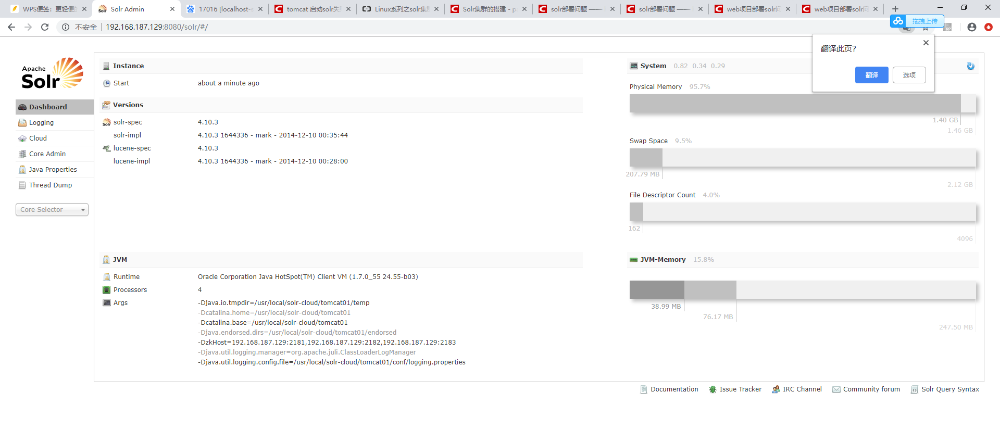 WPS便签：更轻便的
Solr Admin
17016 [localhost-s
tomcat 启动solr失
Linux系列之solr集群
Solr集群的搭建 - p
solr部署问题 ——
solr部署问题 ——
web项目部署solr问
web项目部署solr问
不安全
192.168.187.129:8080/solr/#/
拖拽上传
翻译此页?
翻译
选项
Apache
Solr
Dashboard
Logging
Cloud
Core Admin
Java Properties
Thread Dump
Core Selector
Instance
Start about a minute ago
Versions
solr-spec 4.10.3
solr-impl 4.10.3 1644336 - mark - 2014-12-10 00:35:44
lucene-spec 4.10.3
lucene-impl 4.10.3 1644336 - mark - 2014-12-10 00:28:00
JVM
Runtime Oracle Corporation Java HotSpot(TM) Client VM (1.7.0_55 24.55-b03)
Processors 4
Args -Djava.io.tmpdir=/usr/local/solr-cloud/tomcat01/temp
-Dcatalina.home=/usr/local/solr-cloud/tomcat01
-Dcatalina.base=/usr/local/solr-cloud/tomcat01
-Djava.endorsed.dirs=/usr/local/solr-cloud/tomcat01/endorsed
-DzkHost=192.168.187.129:2181,192.168.187.129:2182,192.168.187.129:2183
-Djava.util.logging.manager=org.apache.juli.ClassLoaderLogManager
-Djava.util.logging.config.file=/usr/local/solr-cloud/tomcat01/conf/logging.properties
System 0.82 0.34 0.29
Physical Memory 95.7%
1.40 GB
1.46 GB
Swap Space 9.5%
207.79 MB
2.12 GB
File Descriptor Count 4.0%
162
4096
JVM-Memory 15.8%
38.99 MB
76.17 MB
247.50 MB
Documentation
Issue Tracker
IRC Channel
Community forum
Solr Query Syntax